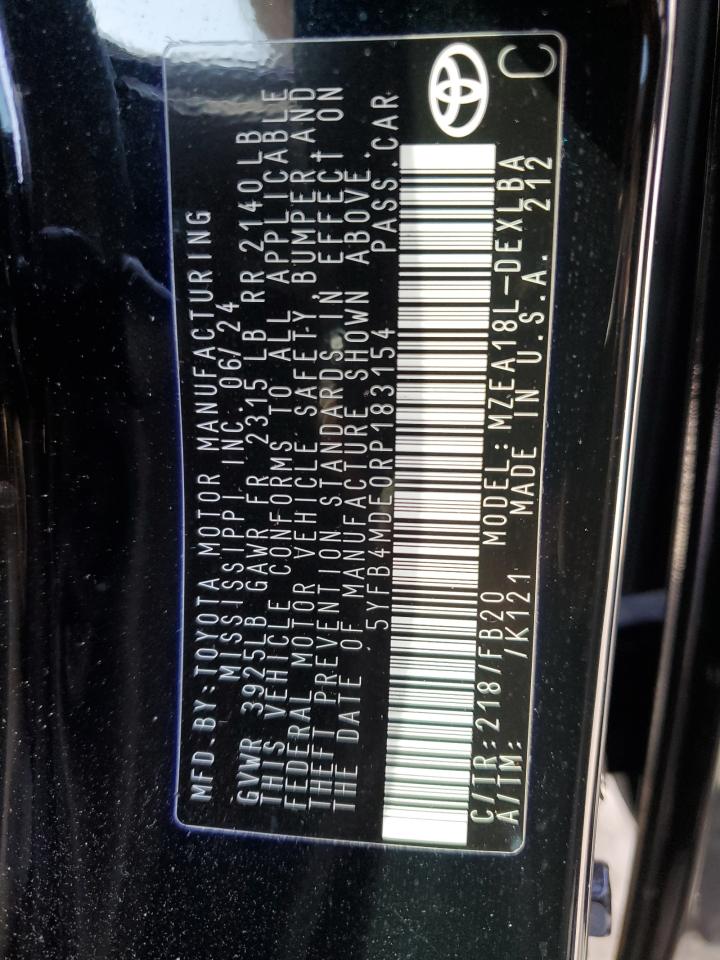 MFD.BY:TOYOTA MOTOR MANUFACTURING
MISSISSIPPI INC. 06/24
GVWR 3925LB GAWR FR 2315 LB RR 2140LB
THIS VEHICLE CONFORMS TO ALL APPLICABLE
FEDERAL MOTOR VEHICLE SAFETY, BUMPER AND
THEFT PREVENTION STANDARDS IN EFFECT ON
THE DATE OF MANUFACTURE SHOWN ABOVE.
5YFB4MDE0RP183154 PASS.CAR
C/TR:218/FB20 MODEL:MZEA18L-DEXLBA
A/TM: /K121 MADE IN U.S.A. 212
C